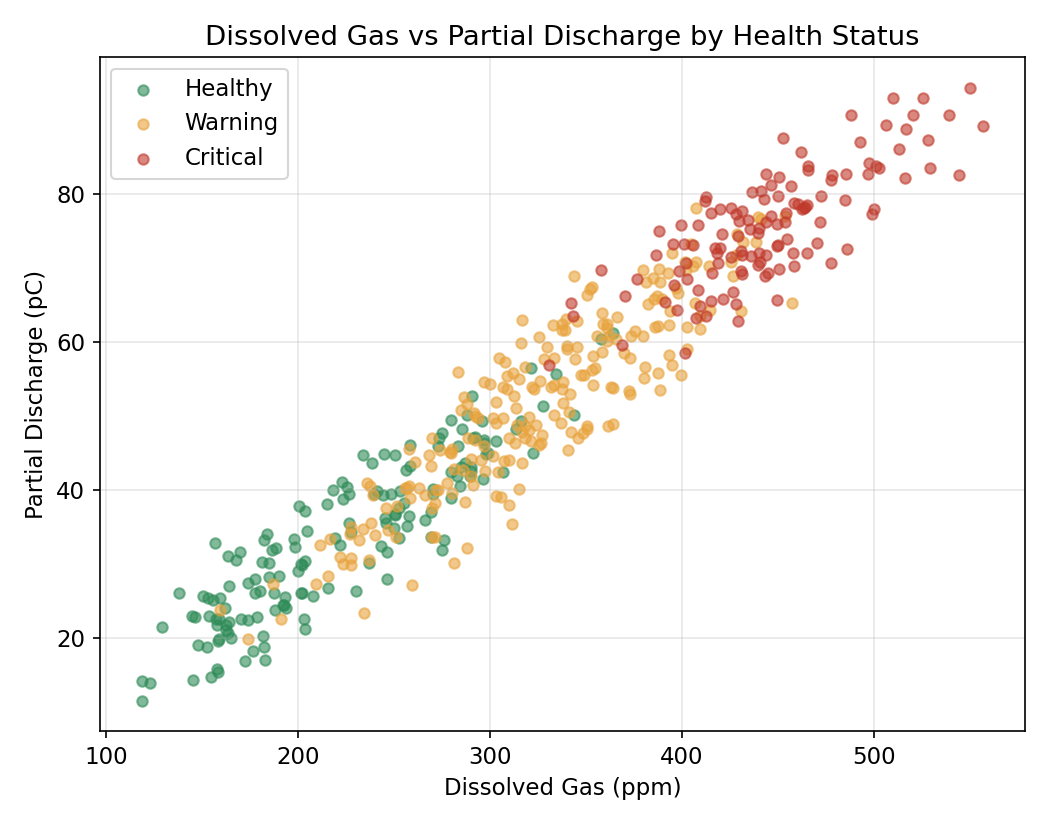 Dissolved Gas vs Partial Discharge by Health Status
Healthy
Warning
Critical
Partial Discharge (pC)
80
60
40
20
100
200
300
400
500
Dissolved Gas (ppm)